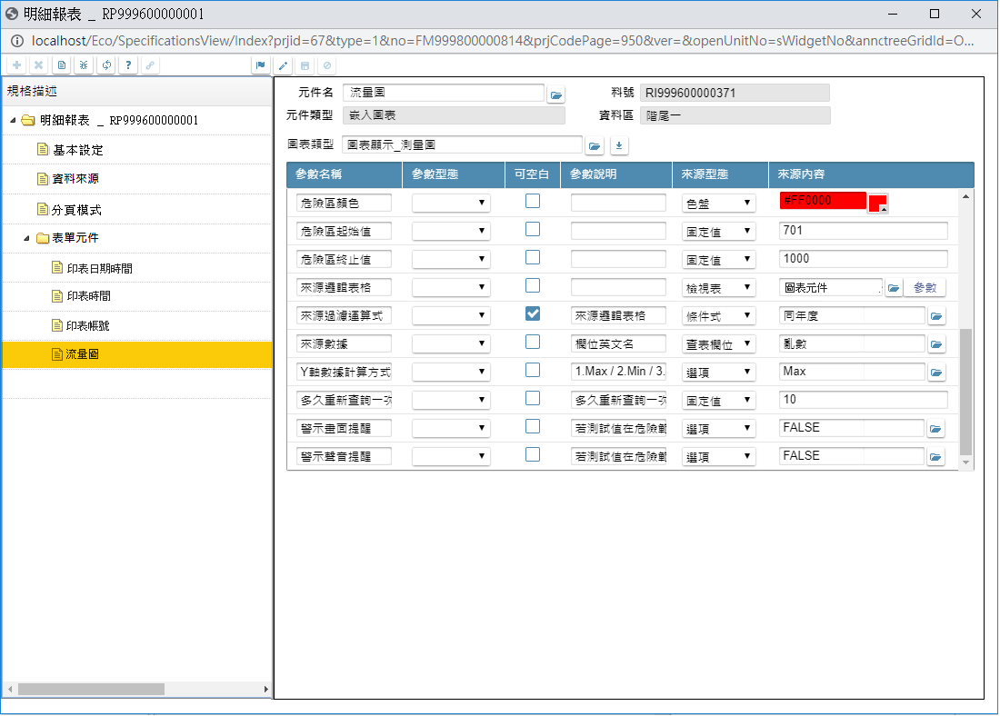 明細報表 _ RP999600000001
localhost/Eco/SpecificationsView/Index?prjid=67&type=1&no=FM999800000814&prjCodePage=950&ver=&openUnitNo=sWidgetNo&annctreeGridId=O...
規格描述
明細報表 _ RP999600000001
基本設定
資料來源
分頁模式
表單元件
印表日期時間
印表時間
印表帳號
流量圖
元件名 流量圖 料號 RI999600000371
元件類型 嵌入圖表 資料區 階尾一
圖表類型 圖表顯示_測量圖
參數名稱 參數型態 可空白 參數說明 來源型態 來源內容
危險區顏色 色盤 #FF0000
危險區起始值 固定值 701
危險區終止值 固定值 1000
來源邏輯表格 檢視表 圖表元件 參數
來源過濾運算式 來源邏輯表格 條件式 同年度
來源數據 欄位英文名 查表欄位 亂數
Y軸數據計算方式 1.Max / 2.Min / 3. 選項 Max
多久重新查詢一次 多久重新查詢一次 固定值 10
警示畫面提醒 若測試值在危險範 選項 FALSE
警示聲音提醒 若測試值在危險範 選項 FALSE